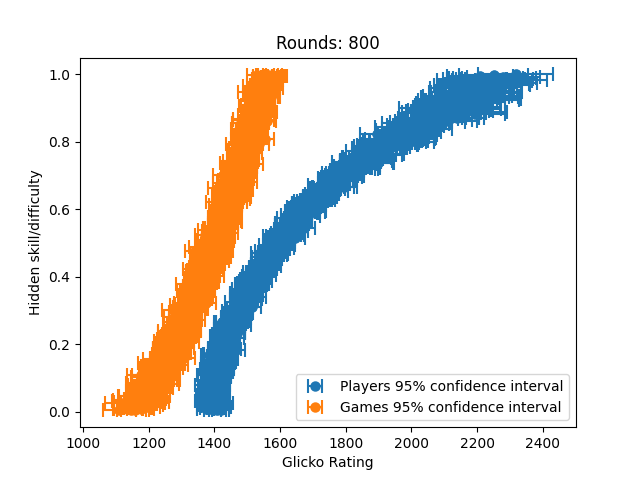 Rounds: 800
1.0
0.8
0.6
0.4
0.2
0.0
Hidden skill/difficulty
Players 95% confidence interval
Games 95% confidence interval
1000 1200 1400 1600 1800 2000 2200 2400
Glicko Rating